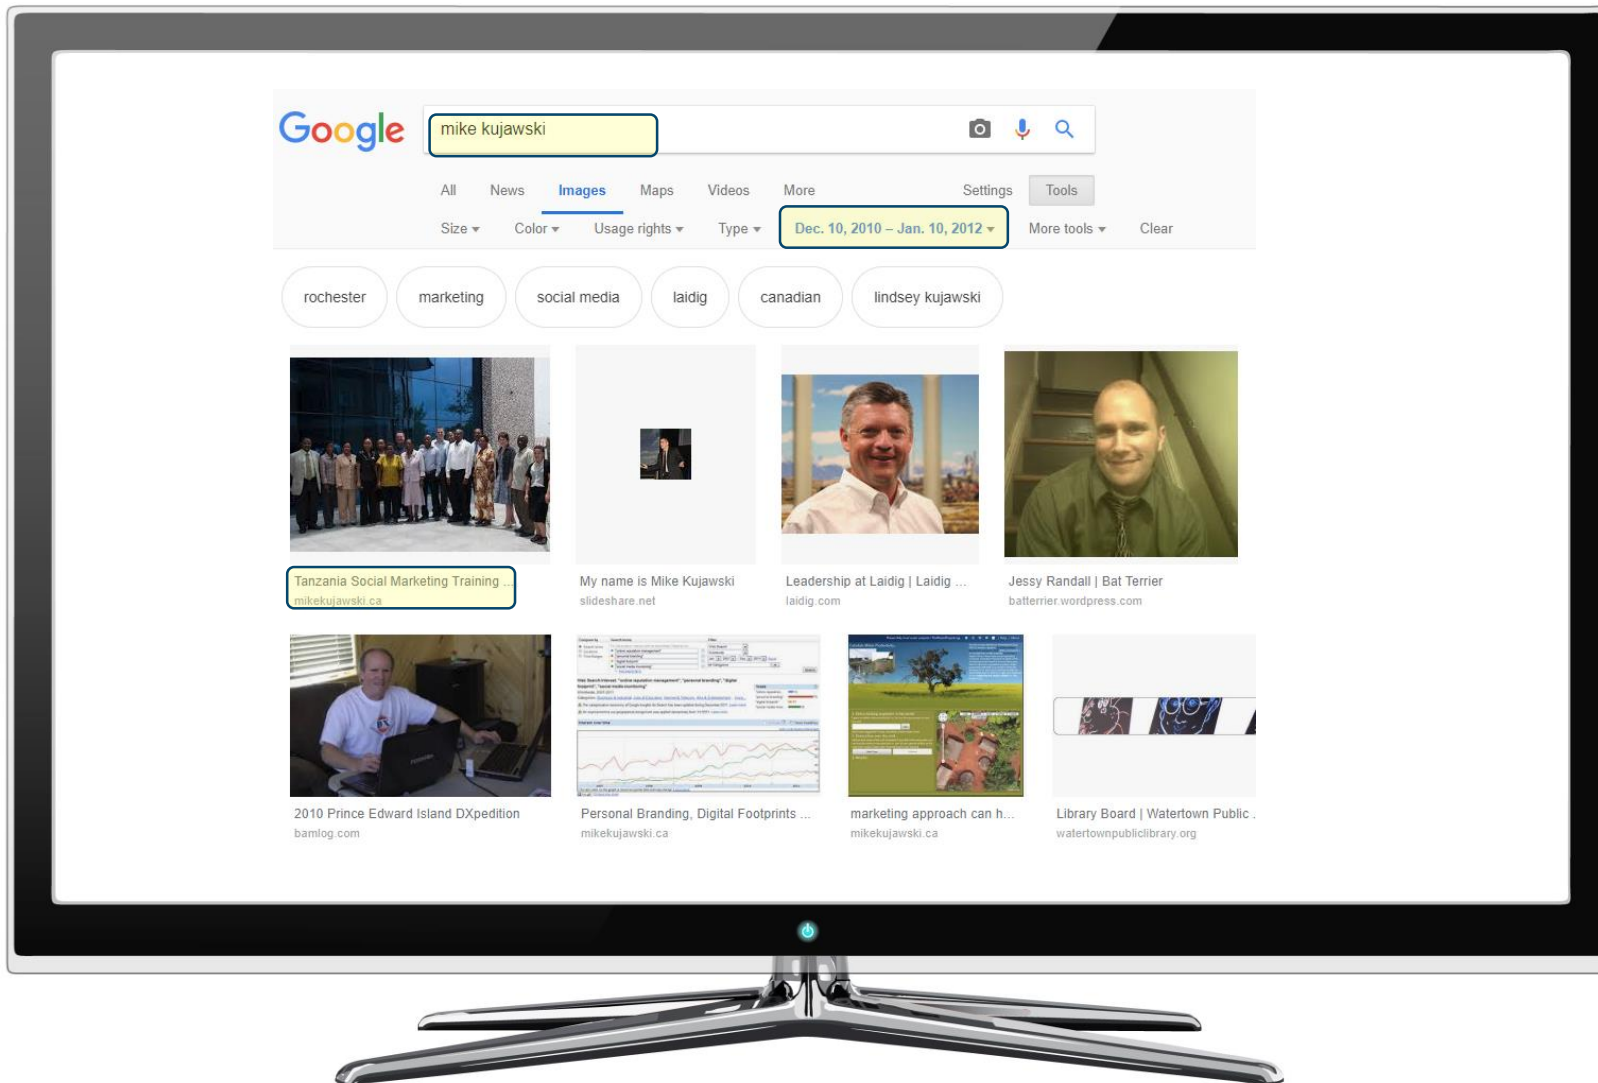 Google
mike kujawski
All News Images Maps Videos More Settings Tools
Size Color Usage rights Type Dec. 10, 2010 – Jan. 10, 2012 More tools Clear
rochester marketing social media laidig canadian lindsey kujawski
Tanzania Social Marketing Training ... My name is Mike Kujawski Leadership at Laidig | Laidig ... Jessy Randall | Bat Terrier
mikekujawski.ca slideshare.net laidig.com batterrier.wordpress.com
2010 Prince Edward Island DXpedition Personal Branding, Digital Footprints ... marketing approach can h... Library Board | Watertown Public .
bamlog.com mikekujawski.ca mikekujawski.ca watertownpubliclibrary.org